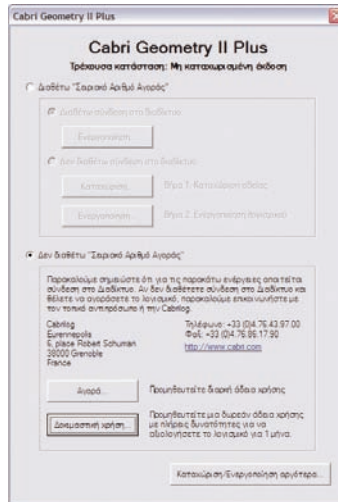 Cabri Geometry II Plus
Cabri Geometry II Plus
Τρέχουσα κατάσταση: Μη καταχωρισμένη έκδοση
Διαθέτω "Σειριακό Αριθμό Αγοράς"
Διαθέτω σύνδεση στο Διαδίκτυο
Ενεργοποίηση
Δεν διαθέτω σύνδεση στο διαδίκτυο
Καταχώριση... Βήμα 1: Καταχώριση αδείας
Ενεργοποίηση... Βήμα 2: Ενεργοποίηση
Δεν διαθέτω "Σειριακό Αριθμό Αγοράς"
Παρακαλούμε σημειώστε ότι για τις παρακάτω ενέργειες απαιτείται
σύνδεση στο Διαδίκτυο. Αν δεν διαθέτετε σύνδεση στο Διαδίκτυο και
θέλετε να αγοράσετε το λογισμικό, παρακαλούμε επικοινωνήστε με
τον τοπικό αντιπρόσωπο ή την Cabrilog.
Cabrilog Τηλέφωνο: +33 (0)4.76.43.97.00
Eurennepolis Φαξ: +33 (0)4.76.86.17.90
6, place Robert Schuman http://www.cabri.com
38000 Grenoble
France
Αγορά... Προμηθευτείτε διαρκή άδεια χρήσης
Δοκιμαστική χρήση... Προμηθευτείτε μια δωρεάν άδεια χρήσης
με πλήρεις δυνατότητες για να
αξιολογήσετε το λογισμικό για 1 μήνα.
Καταχώριση/Ενεργοποίηση αργότερα...